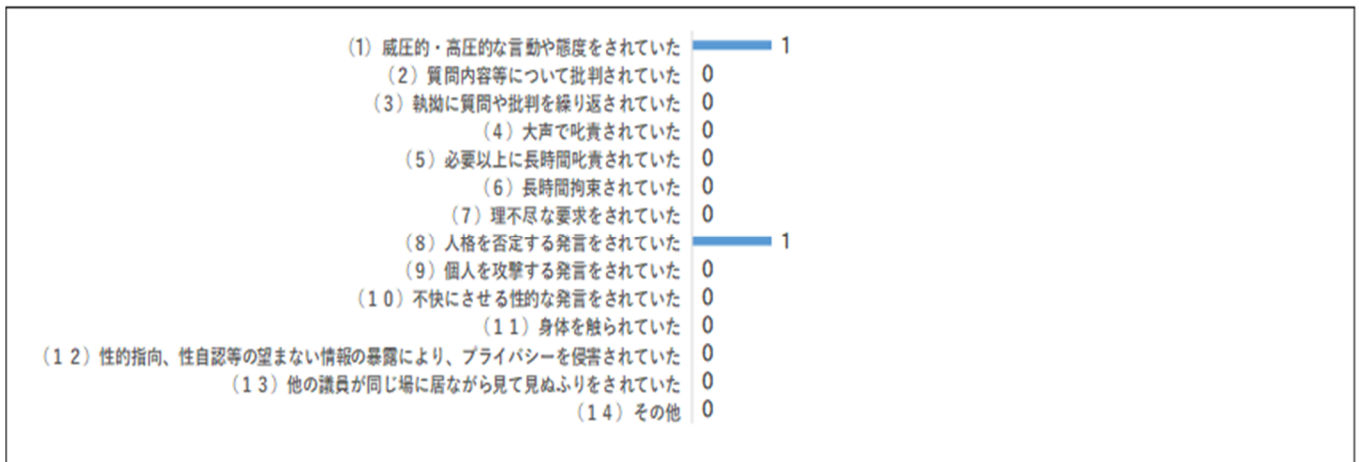 (1) 威圧的・高圧的な言動や態度をされていた 1
(2) 質問内容等について批判されていた 0
(3) 執拗に質問や批判を繰り返されていた 0
(4) 大声で叱責されていた 0
(5) 必要以上に長時間叱責されていた 0
(6) 長時間拘束されていた 0
(7) 理不尽な要求をされていた 0
(8) 人格を否定する発言をされていた 1
(9) 個人を攻撃する発言をされていた 0
(10) 不快にさせる性的な発言をされていた 0
(11) 身体を触られていた 0
(12) 性的指向、性自認等の望まない情報の暴露により、プライバシーを侵害されていた 0
(13) 他の議員が同じ場に居ながら見て見ぬふりをされていた 0
(14) その他 0